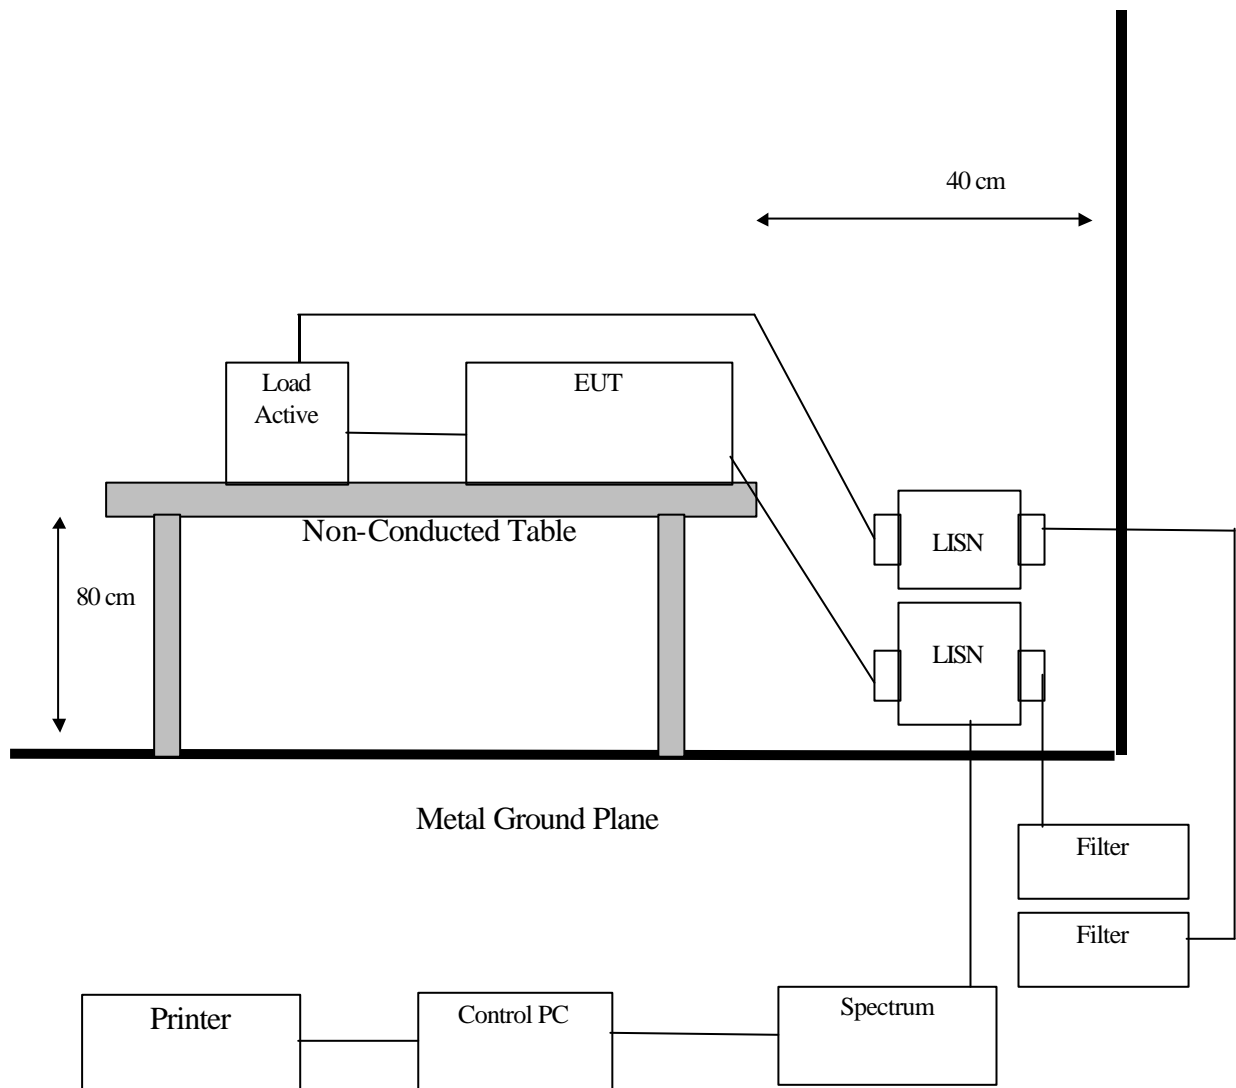 40 cm
Load
Active
EUT
Non-Conducted Table
LISN
80 cm
LISN
Metal Ground Plane
Filter
Filter
Printer
Control PC
Spectrum